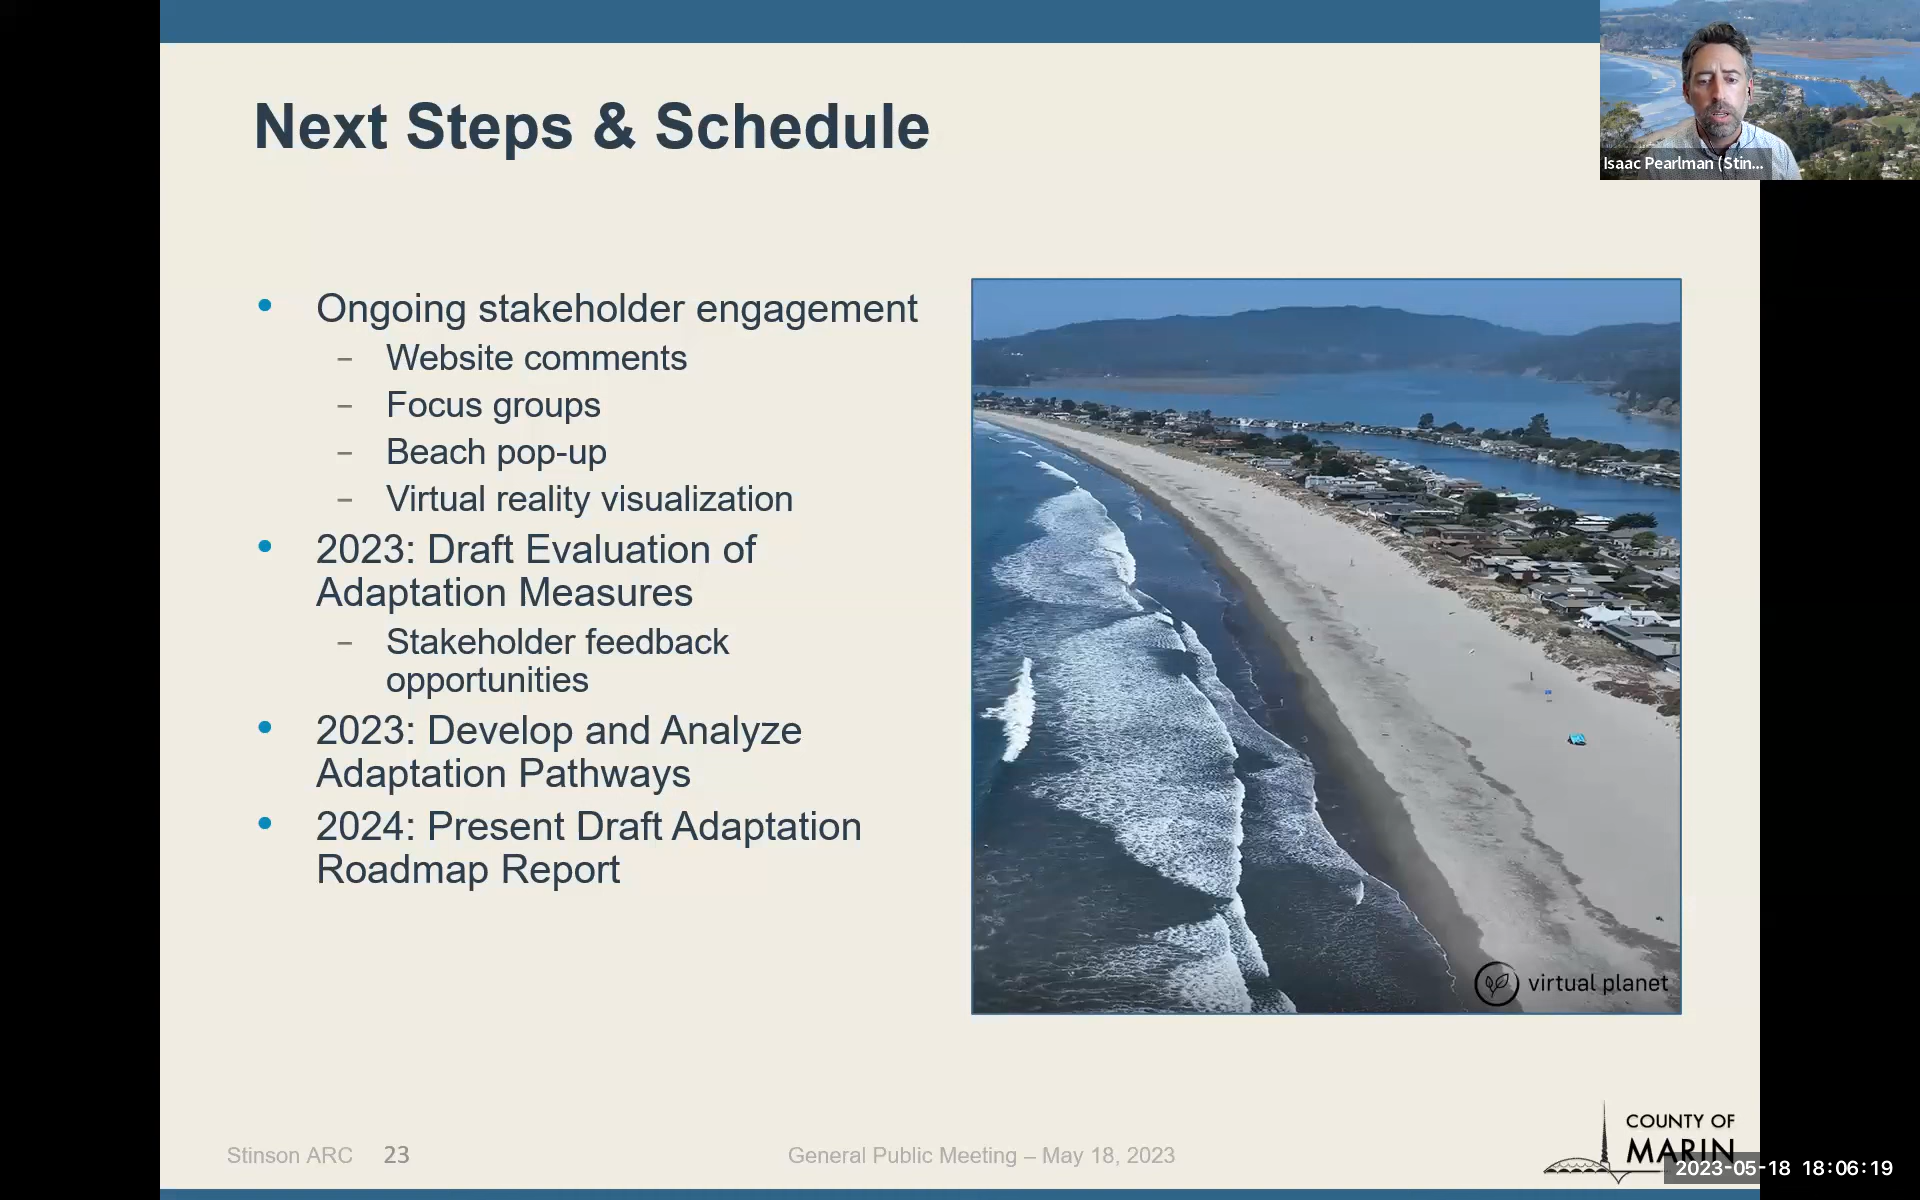 Next Steps & Schedule
Isaac Pearlman (Stin...
• Ongoing stakeholder engagement
– Website comments
– Focus groups
– Beach pop-up
– Virtual reality visualization
• 2023: Draft Evaluation of
Adaptation Measures
– Stakeholder feedback
opportunities
• 2023: Develop and Analyze
Adaptation Pathways
• 2024: Present Draft Adaptation
Roadmap Report
virtual planet
Stinson ARC 23
General Public Meeting – May 18, 2023
COUNTY OF
MARIN
2023-05-18 18:06:19